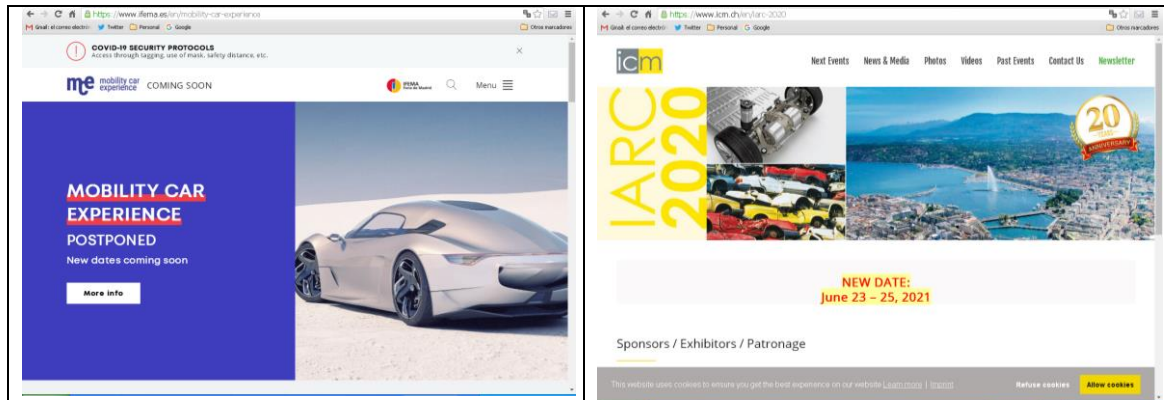 https://www.ifema.es/en/mobility-car-experience
Gmail: el correo electró Twitter Personal Google Otros marcadores
COVID-19 SECURITY PROTOCOLS
Access through tagging, use of mask, safety distance, etc.
me mobility car experience COMING SOON IFEMA Feria de Madrid Menu
MOBILITY CAR
EXPERIENCE
POSTPONED
New dates coming soon
More info
https://www.icm.ch/en/iarc-2020
Gmail: el correo electró Twitter Personal Google Otros marcadores
icm Next Events News & Media Photos Videos Past Events Contact Us Newsletter
IARC
2020
20
YEARS
ANNIVERSARY
NEW DATE:
June 23 – 25, 2021
Sponsors / Exhibitors / Patronage
This website uses cookies to ensure you get the best experience on our website Learn more | Imprint Refuse cookies Allow cookies